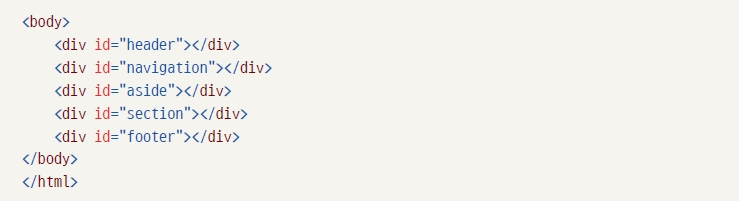 <body>
<div id="header"></div>
<div id="navigation"></div>
<div id="aside"></div>
<div id="section"></div>
<div id="footer"></div>
</body>
</html>